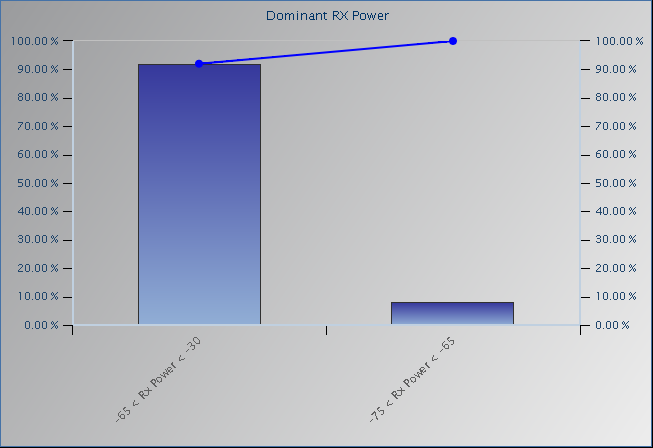 Dominant RX Power
100.00 % 100.00 %
90.00 % 90.00 %
80.00 % 80.00 %
70.00 % 70.00 %
60.00 % 60.00 %
50.00 % 50.00 %
40.00 % 40.00 %
30.00 % 30.00 %
20.00 % 20.00 %
10.00 % 10.00 %
0.00 % 0.00 %
-65 < Rx Power < -30
-75 < Rx Power < -65